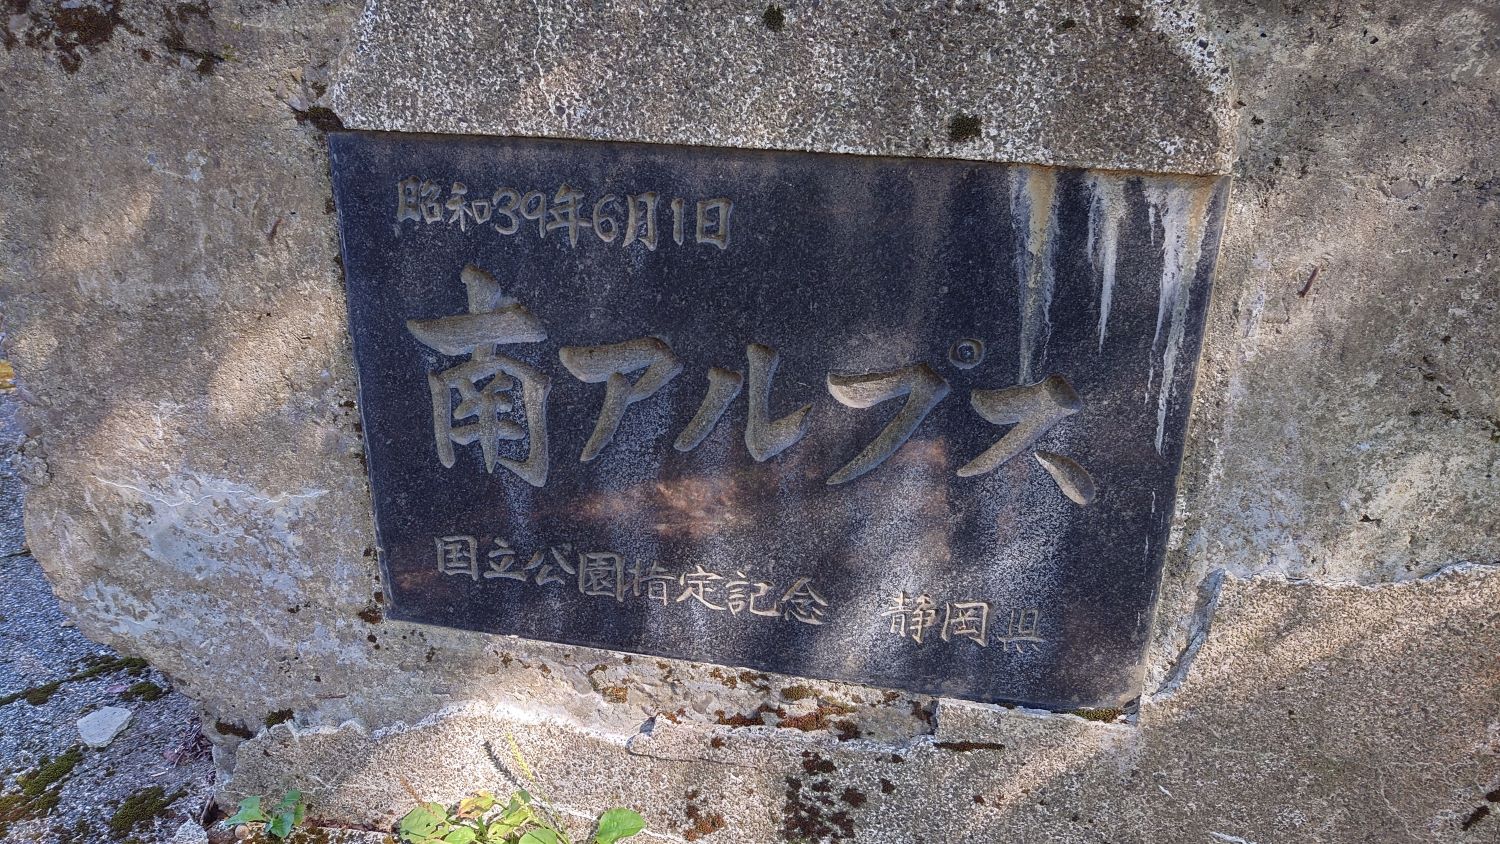 昭和39年6月1日
南アルプス
国立公園指定記念 静岡県